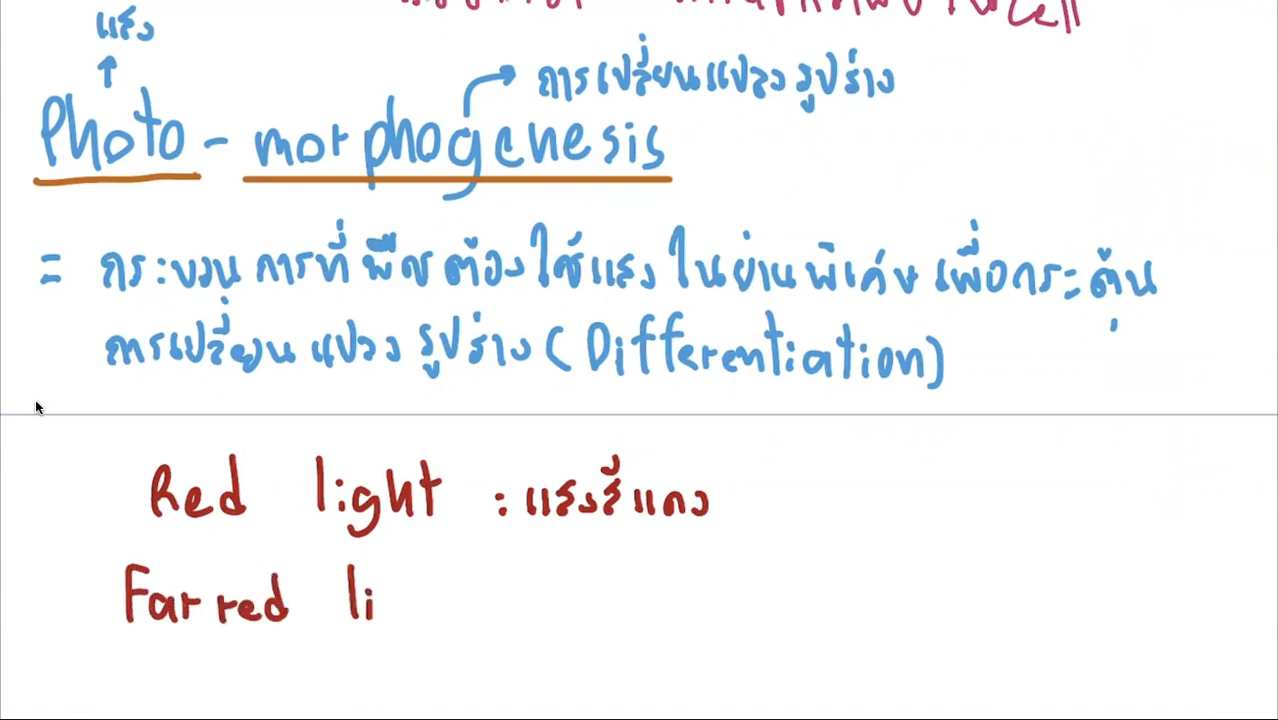 cell
แสง
การเปลี่ยนแปลง รูปร่าง
Photo - morphogenesis
= กระบวนการที่ พืช ต้องใช้แสง ในย่านพิเศษ เพื่อกระตุ้น
การเปลี่ยนแปลง รูปร่าง (Differentiation)
Red light : แสงสีแดง
Far red li